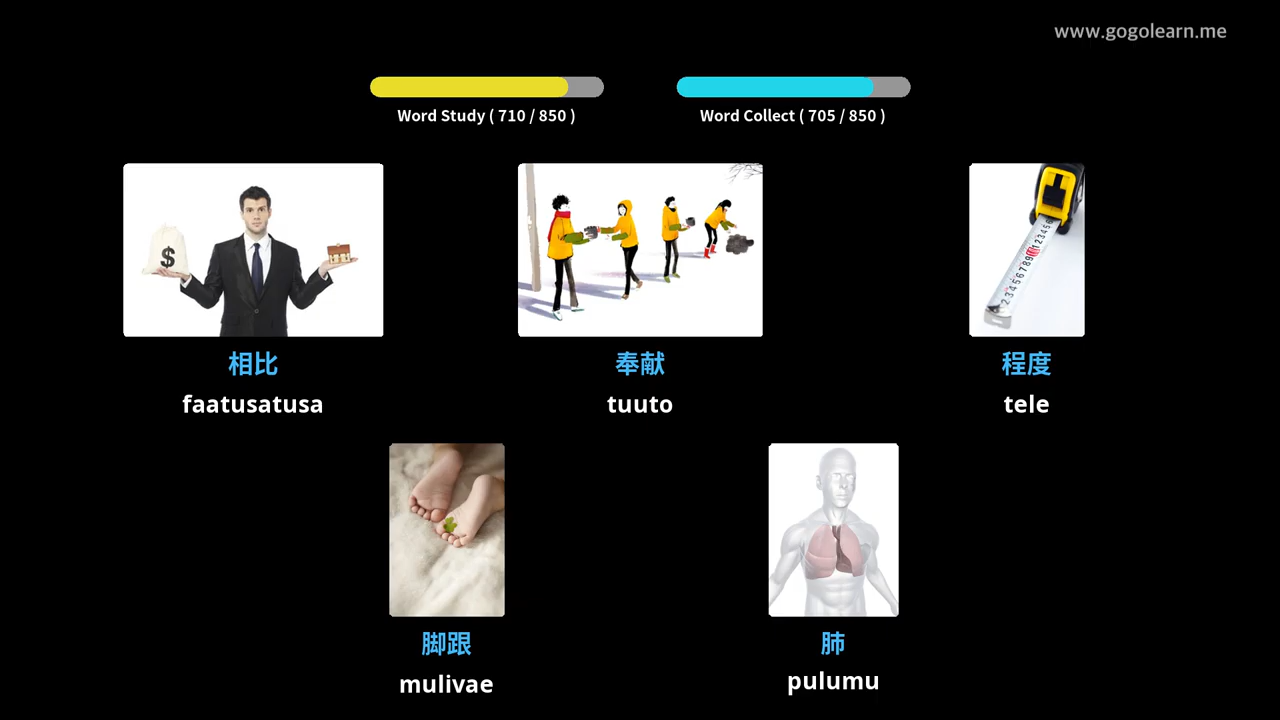 www.gogolearn.me
Word Study ( 710 / 850 )
Word Collect ( 705 / 850 )
$
相比
faatusatusa
奉献
tuuto
程度
tele
脚跟
mulivae
肺
pulumu